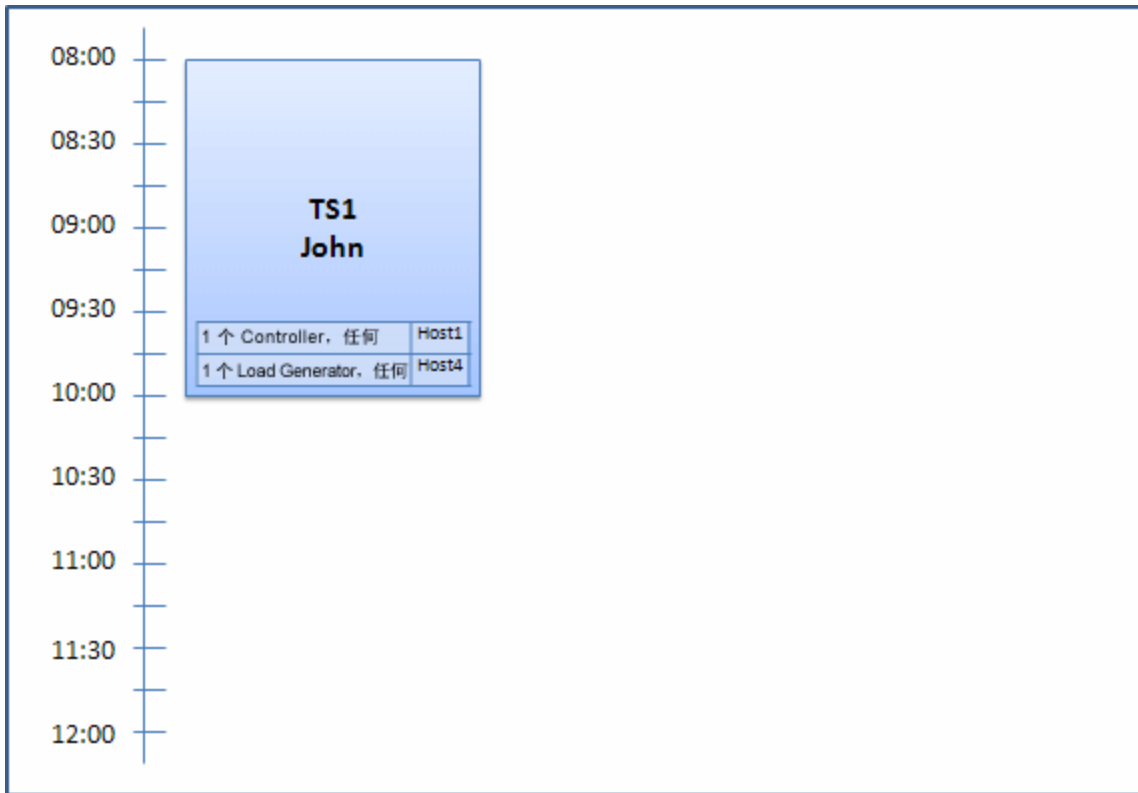 08:00
08:30
09:00
09:30
10:00
10:30
11:00
11:30
12:00
TS1
John
1 个 Controller，任何 Host1
1 个 Load Generator，任何 Host4